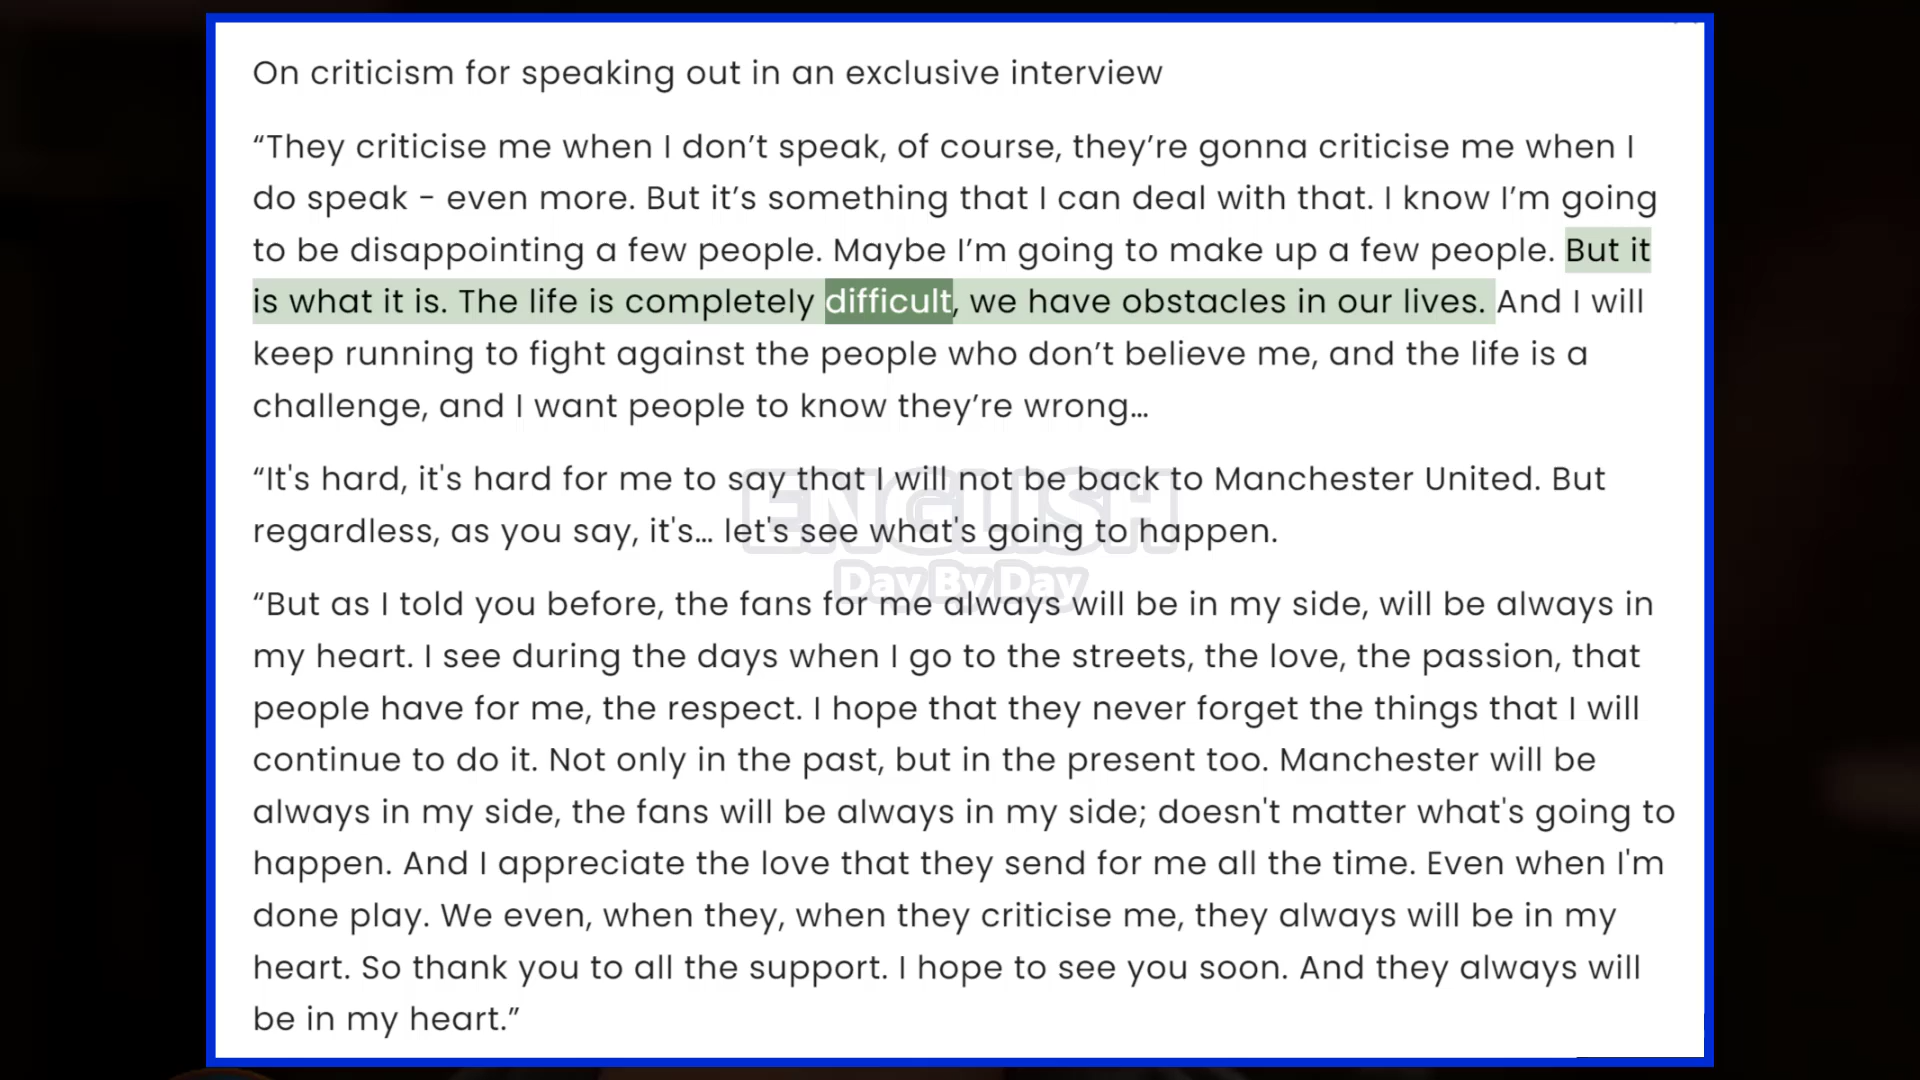 On criticism for speaking out in an exclusive interview
“They criticise me when I don’t speak, of course, they’re gonna criticise me when I
do speak - even more. But it’s something that I can deal with that. I know I’m going
to be disappointing a few people. Maybe I’m going to make up a few people. But it
is what it is. The life is completely difficult, we have obstacles in our lives. And I will
keep running to fight against the people who don’t believe me, and the life is a
challenge, and I want people to know they’re wrong…
“It's hard, it's hard for me to say that I will not be back to Manchester United. But
regardless, as you say, it's… let's see what's going to happen.
ENGLISH
Day By Day
“But as I told you before, the fans for me always will be in my side, will be always in
my heart. I see during the days when I go to the streets, the love, the passion, that
people have for me, the respect. I hope that they never forget the things that I will
continue to do it. Not only in the past, but in the present too. Manchester will be
always in my side, the fans will be always in my side; doesn't matter what's going to
happen. And I appreciate the love that they send for me all the time. Even when I'm
done play. We even, when they, when they criticise me, they always will be in my
heart. So thank you to all the support. I hope to see you soon. And they always will
be in my heart.”